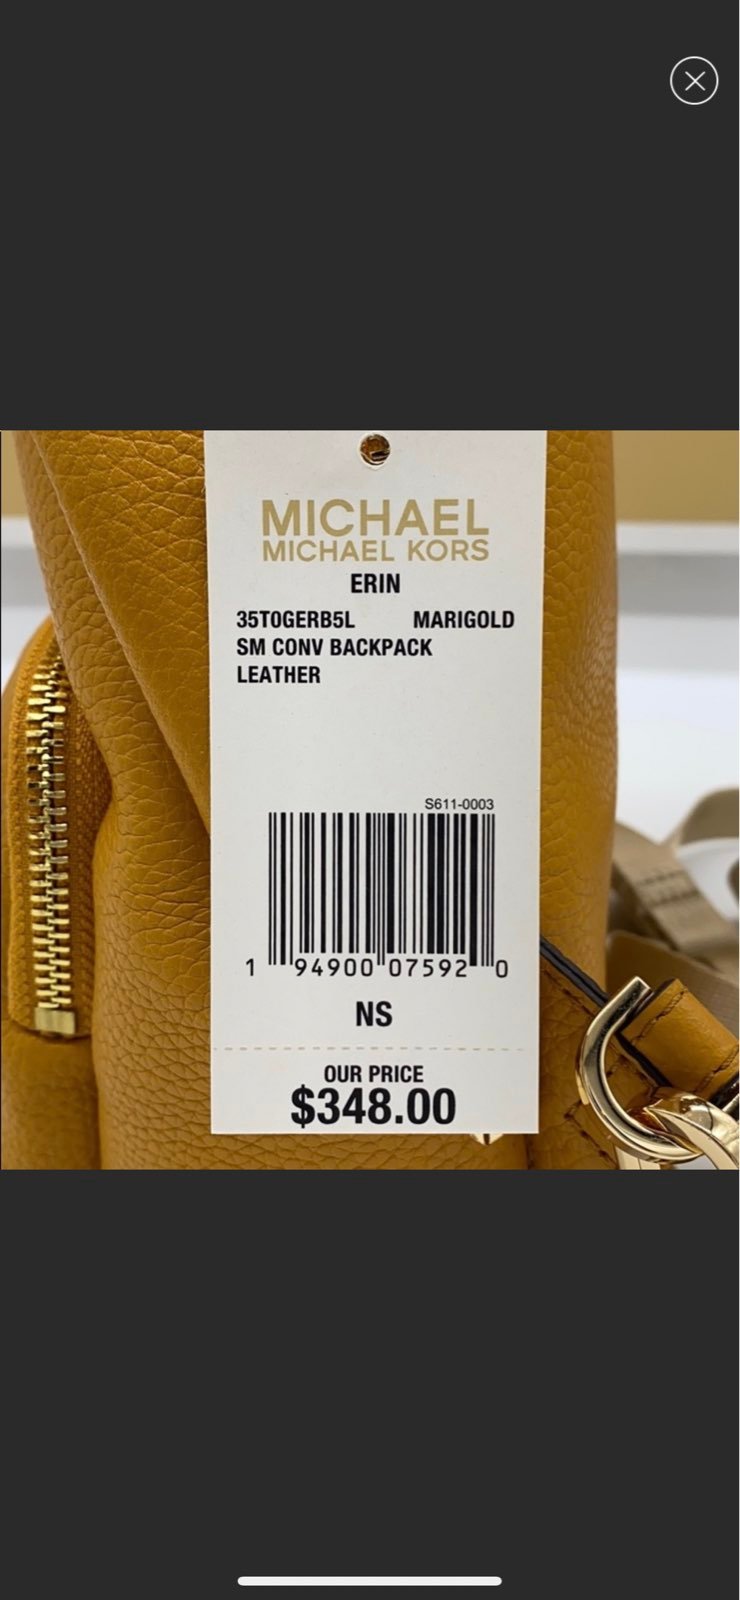 MICHAEL
MICHAEL KORS
ERIN
35T0GERB5L MARIGOLD
SM CONV BACKPACK
LEATHER
S611-0003
1 94900 07592 0
NS
OUR PRICE
$348.00